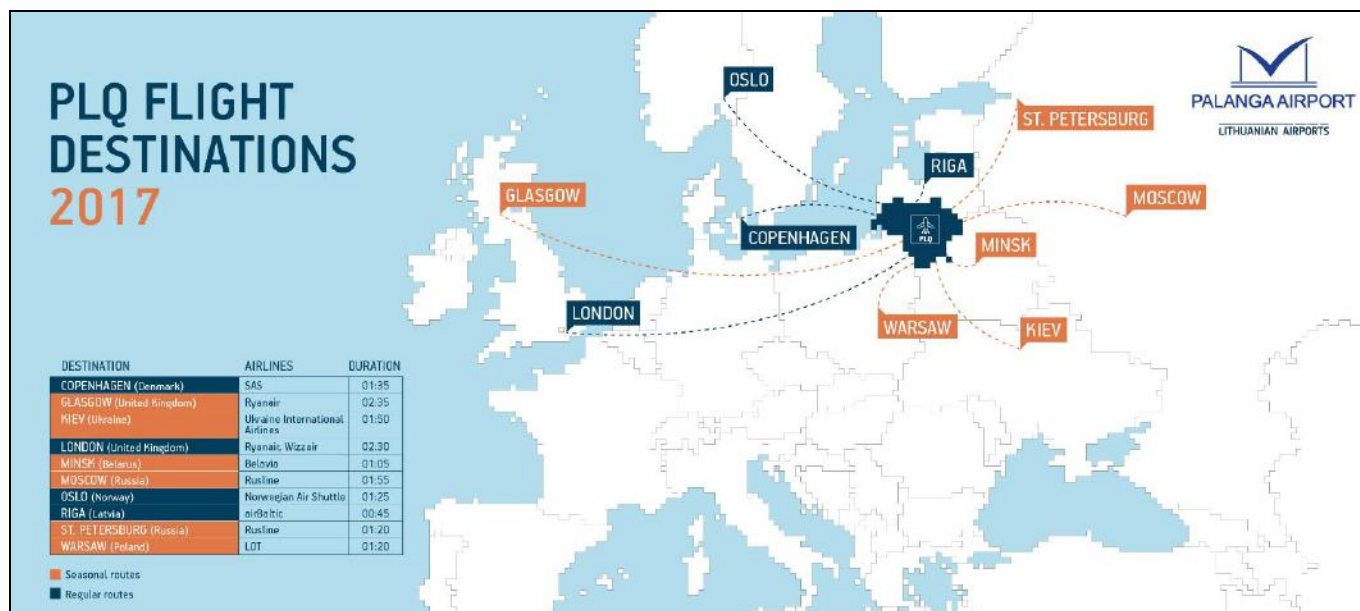 PLQ FLIGHT
DESTINATIONS
2017
PALANGA AIRPORT
LITHUANIAN AIRPORTS
OSLO
ST. PETERSBURG
RIGA
GLASGOW
MOSCOW
COPENHAGEN
PLQ
MINSK
LONDON
WARSAW
KIEV
DESTINATION AIRLINES DURATION
COPENHAGEN (Denmark) SAS 01:35
GLASGOW (United Kingdom) Ryanair 02:35
KIEV (Ukraine) Ukraine International 01:50
Airlines
LONDON (United Kingdom) Ryanair, Wizzair 02:30
MINSK (Belarus) Belavia 01:05
MOSCOW (Russia) Rusline 01:55
OSLO (Norway) Norwegian Air Shuttle 01:25
RIGA (Latvia) airBaltic 00:45
ST. PETERSBURG (Russia) Rusline 01:20
WARSAW (Poland) LOT 01:20
Seasonal routes
Regular routes